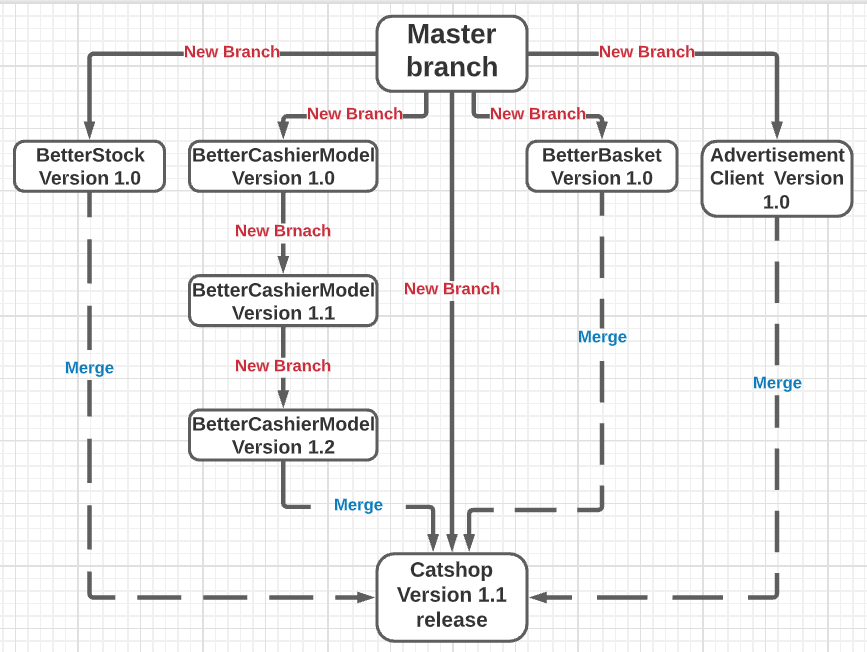 Master
branch
New Branch
New Branch
New Branch
New Branch
BetterStock
Version 1.0
BetterCashierModel
Version 1.0
BetterBasket
Version 1.0
Advertisement
Client Version
1.0
New Brnach
BetterCashierModel
Version 1.1
New Branch
Merge
New Branch
Merge
Merge
BetterCashierModel
Version 1.2
Merge
Catshop
Version 1.1
release